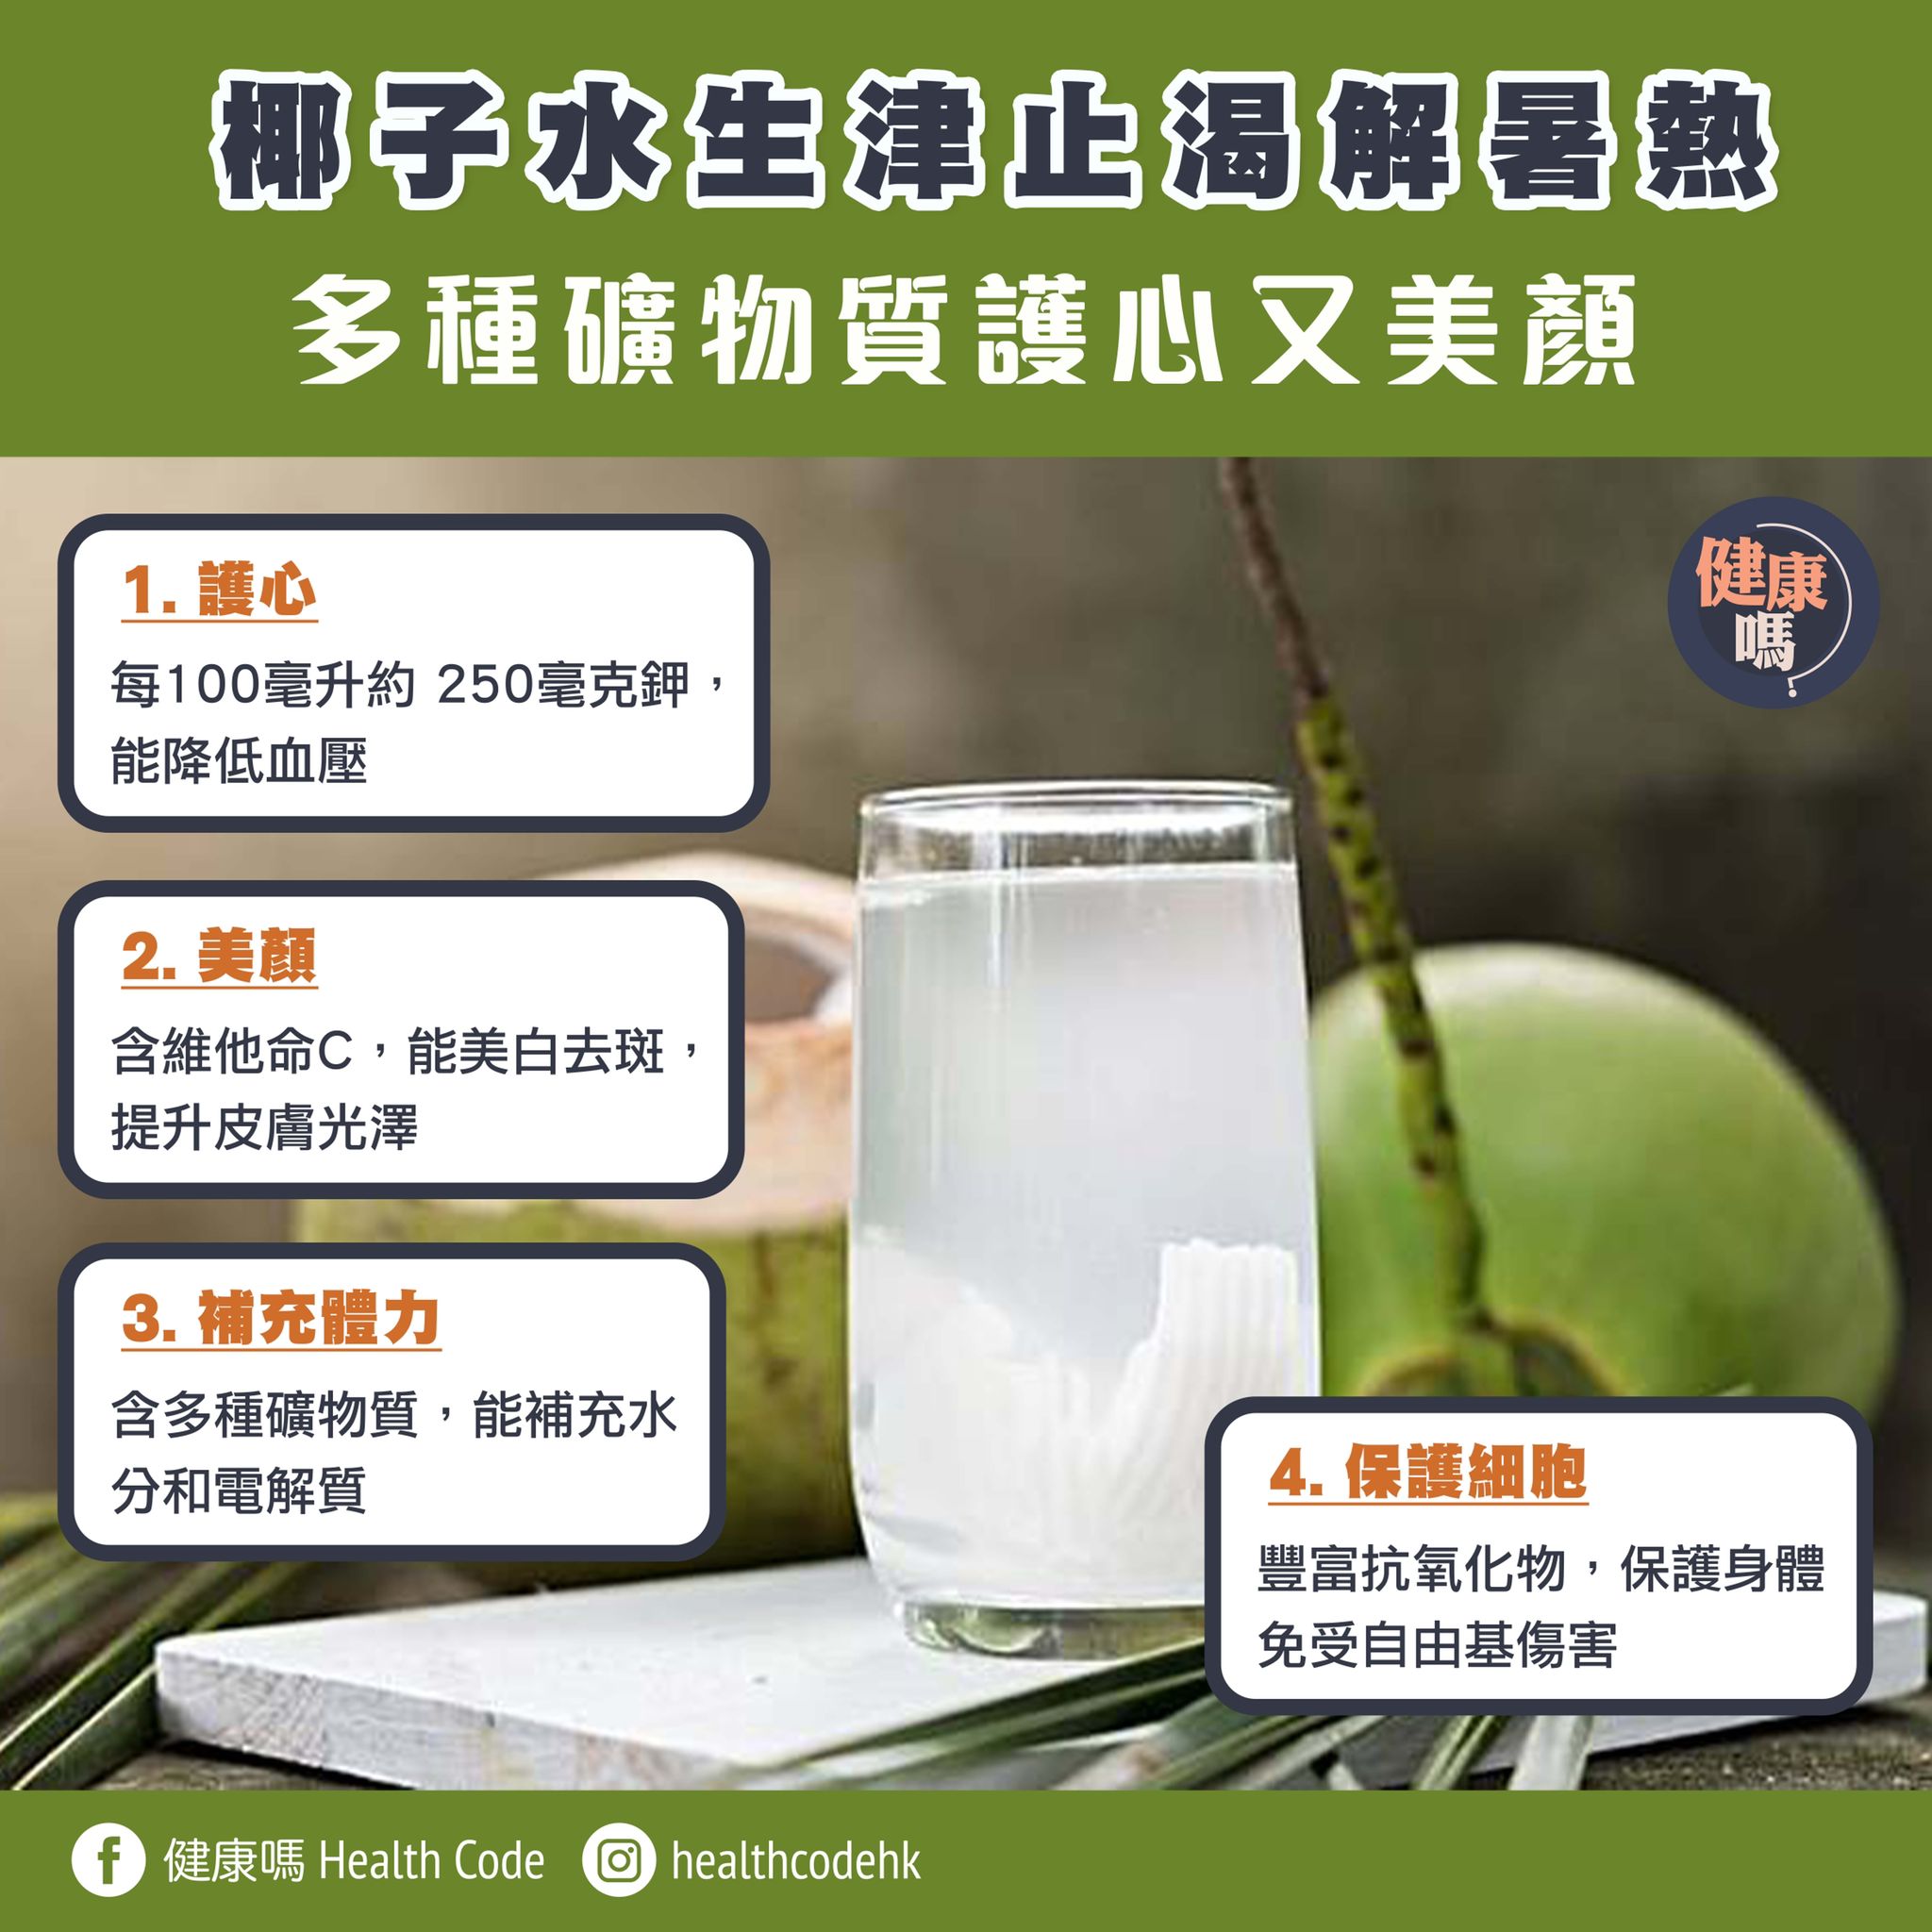 椰子水生津止渴解暑熱
多種礦物質護心又美顏
健康
嗎?
1. 護心
每100毫升約 250毫克鉀，
能降低血壓
2. 美顏
含維他命C，能美白去斑，
提升皮膚光澤
3. 補充體力
含多種礦物質，能補充水
分和電解質
4. 保護細胞
豐富抗氧化物，保護身體
免受自由基傷害
健康嗎 Health Code
healthcodehk